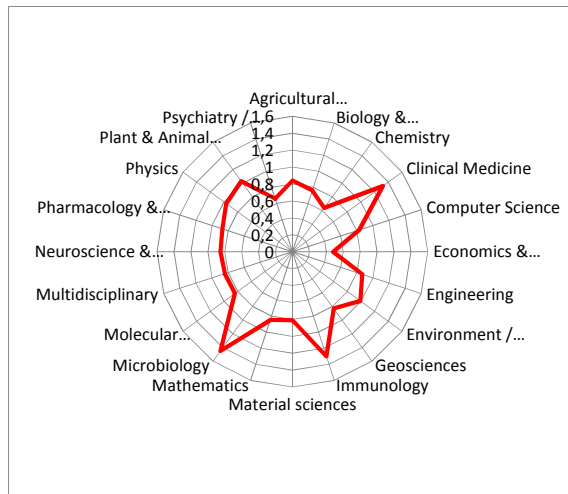 Agricultural...
Biology &...
Chemistry
Clinical Medicine
Computer Science
Economics &...
Engineering
Environment /...
Geosciences
Immunology
Material sciences
Mathematics
Microbiology
Molecular...
Multidisciplinary
Neuroscience &...
Pharmacology &...
Physics
Plant & Animal...
Psychiatry /...
1,6
1,4
1,2
1
0,8
0,6
0,4
0,2
0